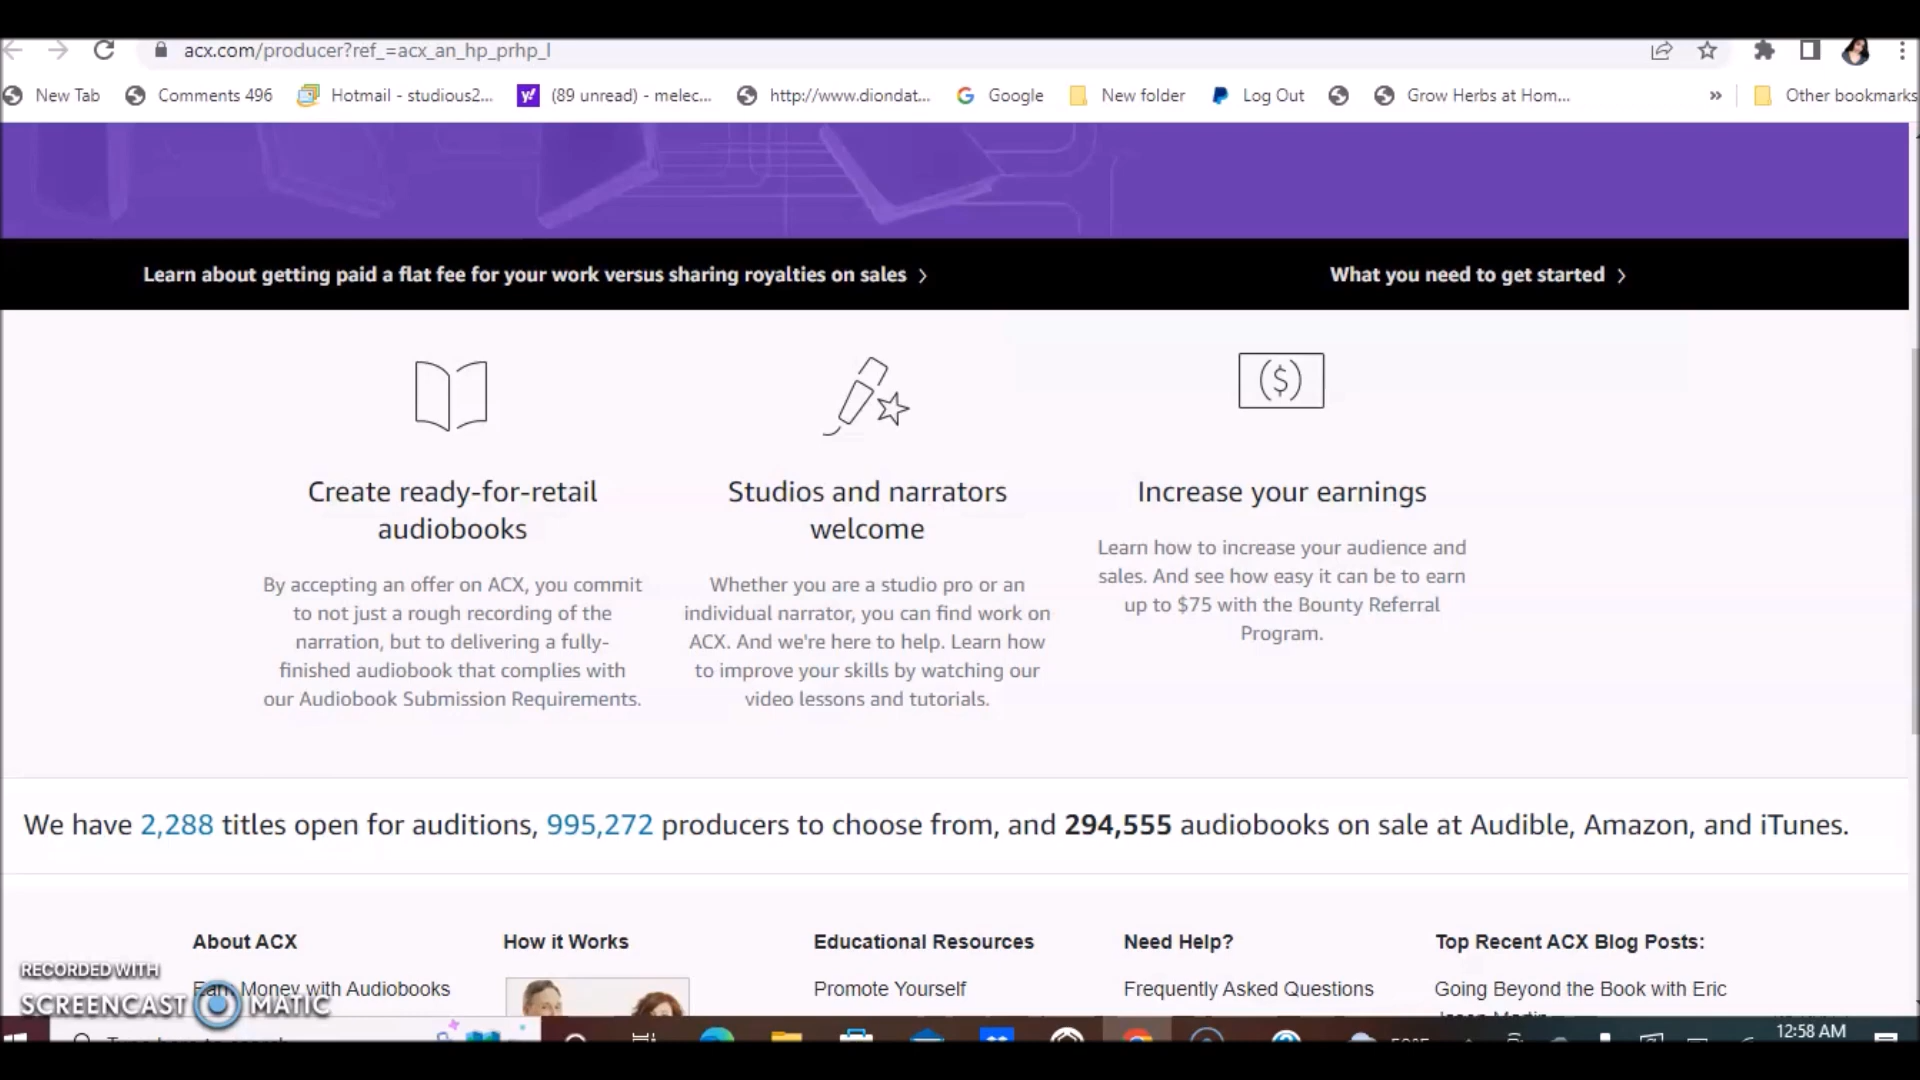 acx.com/producer?ref_=acx_an_hp_prhp_l
New Tab Comments 496 Hotmail - studious2... (89 unread) - melec... http://www.diondat... Google New folder Log Out Grow Herbs at Hom... » Other bookmarks
Learn about getting paid a flat fee for your work versus sharing royalties on sales > What you need to get started >
Create ready-for-retail
audiobooks
By accepting an offer on ACX, you commit
to not just a rough recording of the
narration, but to delivering a fully-
finished audiobook that complies with
our Audiobook Submission Requirements.
Studios and narrators
welcome
Whether you are a studio pro or an
individual narrator, you can find work on
ACX. And we're here to help. Learn how
to improve your skills by watching our
video lessons and tutorials.
($)
Increase your earnings
Learn how to increase your audience and
sales. And see how easy it can be to earn
up to $75 with the Bounty Referral
Program.
We have 2,288 titles open for auditions, 995,272 producers to choose from, and 294,555 audiobooks on sale at Audible, Amazon, and iTunes.
About ACX
Earn Money with Audiobooks
How it Works
Educational Resources
Promote Yourself
Need Help?
Frequently Asked Questions
Top Recent ACX Blog Posts:
Going Beyond the Book with Eric
RECORDED WITH
SCREENCAST MATIC
12:58 AM